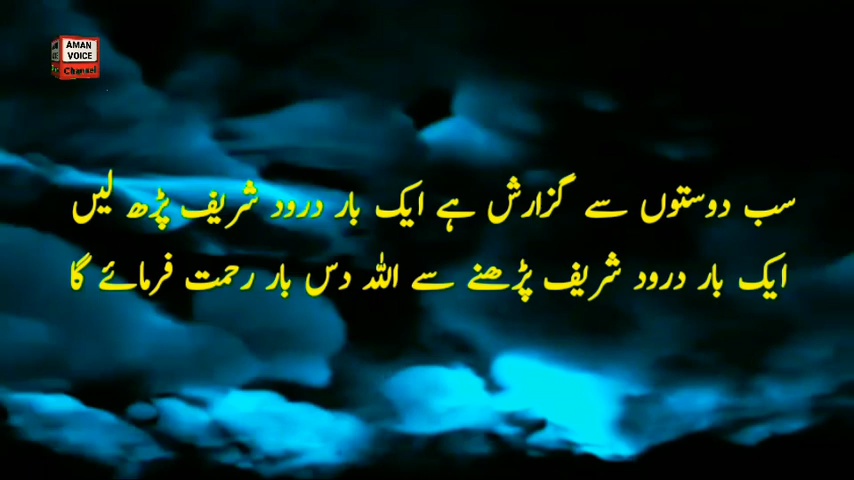 AMAN
VOICE
Channel
سب دوستوں سے گزارش ہے ایک بار درود شریف پڑھ لیں
ایک بار درود شریف پڑھنے سے اللہ دس بار رحمت فرمائے گا